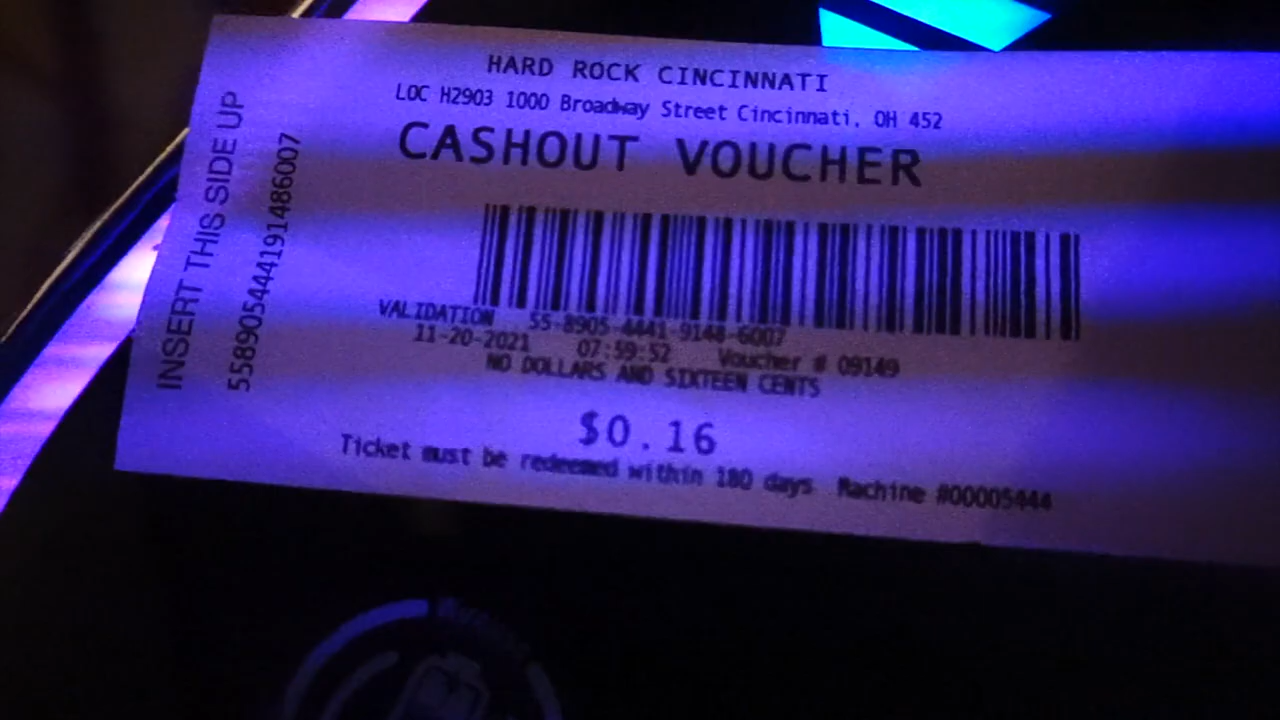 HARD ROCK CINCINNATI
LOC H2903 1000 Broadway Street Cincinnati, OH 452
CASHOUT VOUCHER
INSERT THIS SIDE UP
558905444191486007
VALIDATION 55-8905-4441-9148-6007
11-20-2021 07:59:52 Voucher # 09149
NO DOLLARS AND SIXTEEN CENTS
$0.16
Ticket must be redeemed within 180 days Machine #00005444